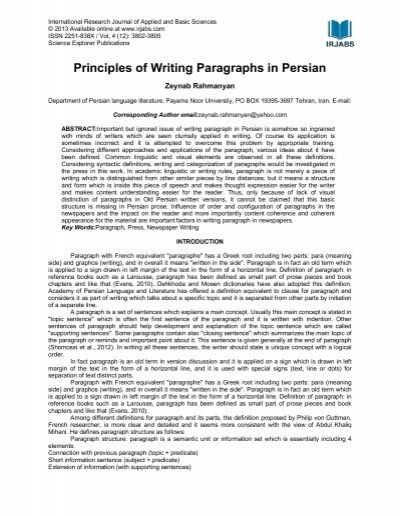 International Research Journal of Applied and Basic Sciences
© 2013 Available online at www.irjabs.com
ISSN 2251-838X / Vol, 4 (12): 3802-3805
Science Explorer Publications
IRJABS
Principles of Writing Paragraphs in Persian
Zeynab Rahmanyan
Department of Persian language literature, Payame Noor Universtiy, PO BOX 19395-3697 Tehran, Iran. E-mail:
Corresponding Author email:zeynab.rahmanyan@yahoo.com
ABSTRACT:Important but ignored issue of writing paragraph in Persian is somehow so ingrained
with minds of writers which are seen clumsily applied in writing. Of course its application is
sometimes incorrect and it is attempted to overcome this problem by appropriate training.
Considering different approaches and applications of the paragraph, various ideas about it have
been defined. Common linguistic and visual elements are observed in all these definitions.
Considering syntactic definitions, writing and categorization of paragraphs would be investigated in
the press in this work. In academic linguistic or writing rules, paragraph is not merely a piece of
writing which is distinguished from other similar pieces by line distances, but it means a structure
and form which is inside this piece of speech and makes thought expression easier for the writer
and makes content understanding easier for the reader. Thus, only because of lack of visual
distinction of paragraphs in Old Persian written versions, it cannot be claimed that this basic
structure is missing in Persian prose. Influence of order and configuration of paragraphs in the
newspapers and the impact on the reader and more importantly content coherence and coherent
appearance for the material are important factors in writing paragraph in newspapers.
Key Words:Paragraph, Press, Newspaper Writing
INTRODUCTION
Paragraph with French equivalent "paragraphe" has a Greek root including two parts: para (meaning
side) and graphos (writing), and in overall it means "written in the side". Paragraph is in fact an old term which
is applied to a sign drawn in left margin of the text in the form of a horizontal line. Definition of paragraph: in
reference books such as a Larousse, paragraph has been defined as small part of prose pieces and book
chapters and like that (Evans, 2010). Dehkhoda and Moeen dictionaries have also adopted this definition.
Academy of Persian Language and Literature has offered a definition equivalent to clause for paragraph and
considers it as part of writing which talks about a specific topic and it is separated from other parts by initiation
of a separate line.
A paragraph is a set of sentences which explains a main concept. Usually this main concept is stated in
"topic sentence" which is often the first sentence of the paragraph and it is written with indention. Other
sentences of paragraph should help development and explanation of the topic sentence which are called
"supporting sentences". Some paragraphs contain also "closing sentence" which summarizes the main topic of
the paragraph or reminds and important point about it. This sentence is given generally at the end of paragraph
(Shomoasi et al., 2012). In writing all these sentences, the writer should state a unique concept with a logical
order.
In fact paragraph is an old term in version discussion and it is applied on a sign which is drawn in left
margin of the text in the form of a horizontal line, and it is used with special signs (text, line or dots) for
separation of text distinct parts.
Paragraph with French equivalent "paragraphe" has a Greek root including two parts: para (meaning
side) and graphos (writing), and in overall it means "written in the side". Paragraph is in fact an old term which
is applied to a sign drawn in left margin of the text in the form of a horizontal line. Definition of paragraph: in
reference books such as a Larousse, paragraph has been defined as small part of prose pieces and book
chapters and like that (Evans, 2010).
Among different definitions for paragraph and its parts, the definition proposed by Philip von Guttman,
French researcher, is more clear and detailed and it seems more consistent with the view of Abdul Khaliq
Mihani. He defines paragraph structure as follows:
Paragraph structure: paragraph is a semantic unit or information set which is essentially including 4
elements:
Connection with previous paragraph (topic + predicate)
Short information sentence (subject + predicate)
Extension of information (with supporting sentences)